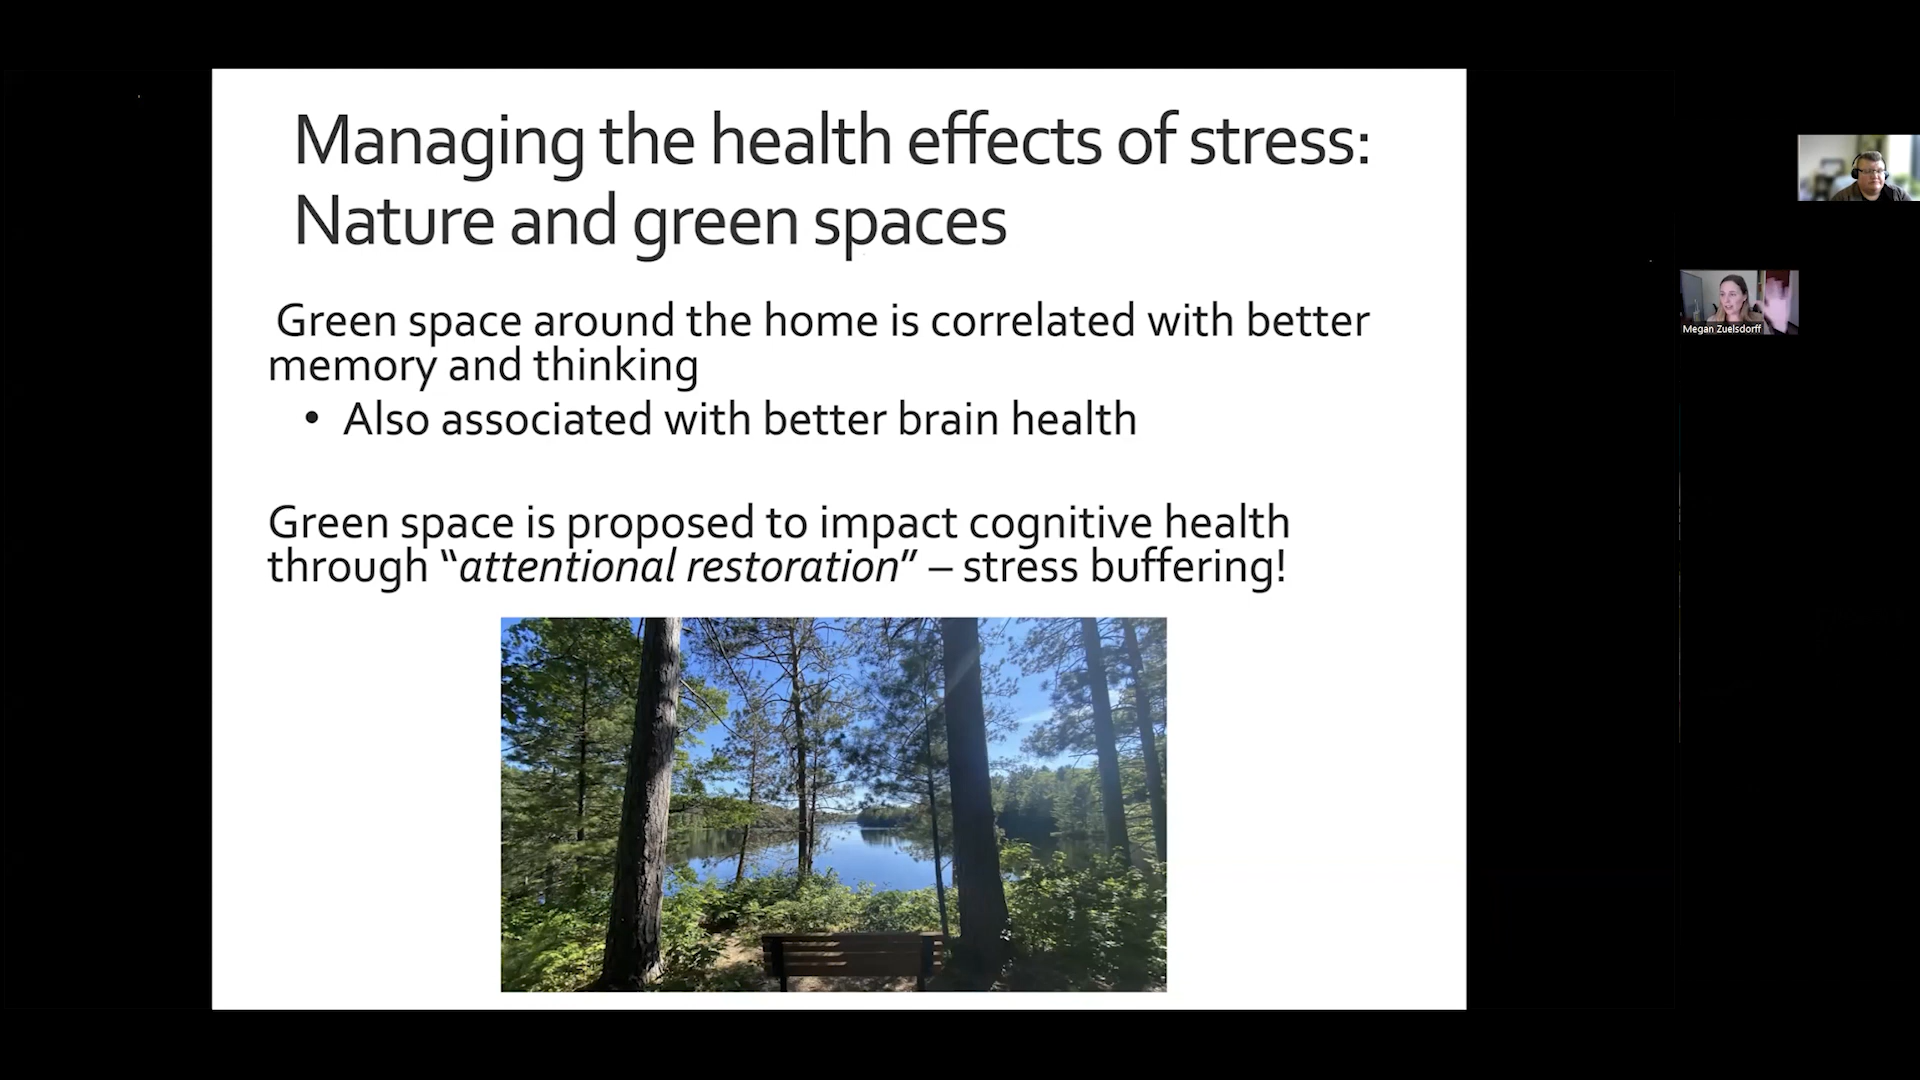 Managing the health effects of stress:
Nature and green spaces
Green space around the home is correlated with better
memory and thinking
• Also associated with better brain health
Green space is proposed to impact cognitive health
through “attentional restoration” – stress buffering!
Megan Zuelsdorff